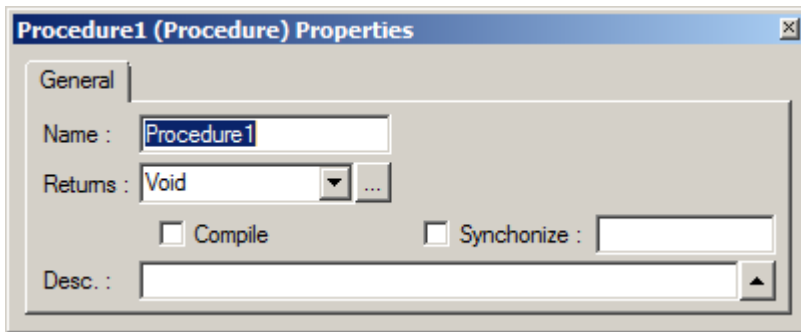 Procedure1 (Procedure) Properties
General
Name : Procedure1
Returns : Void ...
Compile Synchonize :
Desc. :